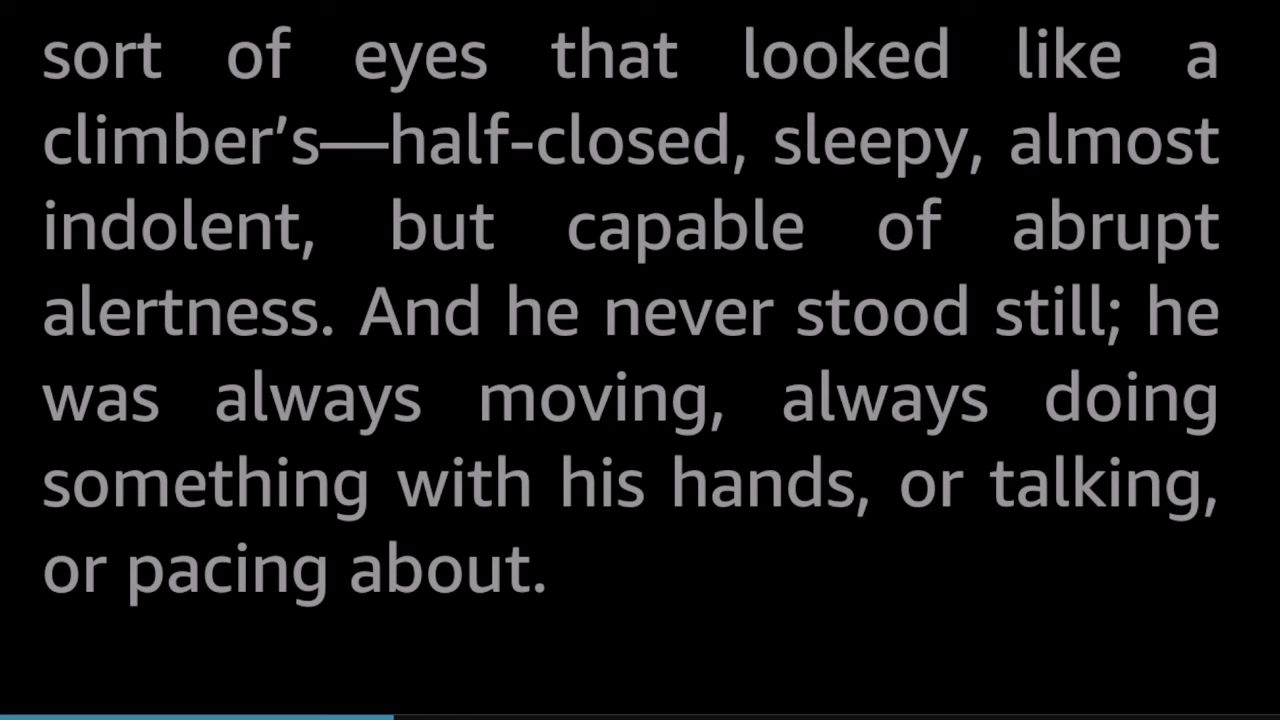 sort of eyes that looked like a
climber’s—half-closed, sleepy, almost
indolent, but capable of abrupt
alertness. And he never stood still; he
was always moving, always doing
something with his hands, or talking,
or pacing about.